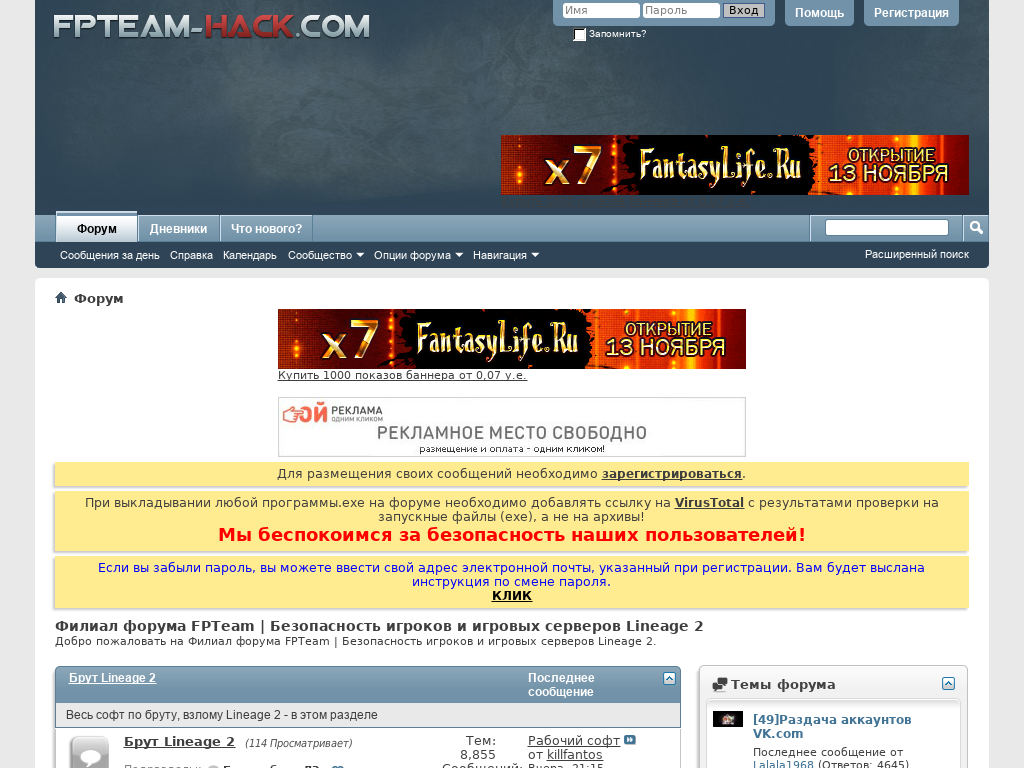 FPTEAM-HACK.COM
Имя
Пароль
Вход
Помощь
Регистрация
Запомнить?
x7 FantasyLife.Ru ОТКРЫТИЕ 13 НОЯБРЯ
Форум
Дневники
Что нового?
Сообщения за день
Справка
Календарь
Сообщество
Опции форума
Навигация
Расширенный поиск
Форум
x7 FantasyLife.Ru ОТКРЫТИЕ 13 НОЯБРЯ
Купить 1000 показов баннера от 0,07 у.е.
ОЙ РЕКЛАМА
одним кликом
РЕКЛАМНОЕ МЕСТО СВОБОДНО
размещение и оплата - одним кликом!
Для размещения своих сообщений необходимо зарегистрироваться.
При выкладывании любой программы.exe на форуме необходимо добавлять ссылку на VirusTotal с результатами проверки на
запускные файлы (exe), а не на архивы!
Мы беспокоимся за безопасность наших пользователей!
Если вы забыли пароль, вы можете ввести свой адрес электронной почты, указанный при регистрации. Вам будет выслана
инструкция по смене пароля.
КЛИК
Филиал форума FPTeam | Безопасность игроков и игровых серверов Lineage 2
Добро пожаловать на Филиал форума FPTeam | Безопасность игроков и игровых серверов Lineage 2.
Брут Lineage 2
Последнее
сообщение
Весь софт по бруту, взлому Lineage 2 - в этом разделе
Брут Lineage 2 (114 Просматривает)
Тем:
8,855
Рабочий софт
от killfantos
Темы форума
[49]Раздача аккаунтов
VK.com
Последнее сообщение от
Lalala1968 (Ответов: 4645)